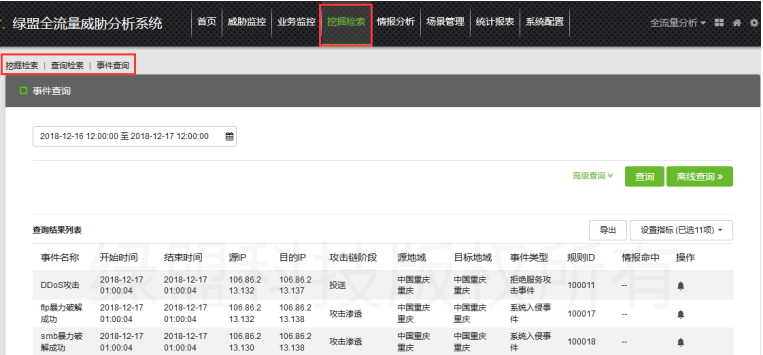 绿盟全流量威胁分析系统 首页 威胁监控 业务监控 挖掘检索 情报分析 场景管理 统计报表 系统配置 全流量分析
挖掘检索 | 查询检索 | 事件查询
事件查询
2018-12-16 12:00:00 至 2018-12-17 12:00:00
高级查询 查询 离线查询 »
查询结果列表 导出 设置指标 (已选11项)
事件名称 开始时间 结束时间 源IP 目的IP 攻击链阶段 源地域 目标地域 事件类型 规则ID 情报命中 操作
DDoS攻击 2018-12-17 01:00:04 2018-12-17 01:00:04 106.86.213.132 106.86.213.137 投送 中国重庆重庆 中国重庆重庆 拒绝服务攻击事件 100011 --
ftp暴力破解成功 2018-12-17 01:00:04 2018-12-17 01:00:04 106.86.213.132 106.86.213.138 攻击渗透 中国重庆重庆 中国重庆重庆 系统入侵事件 100017 --
smb暴力破解成功 2018-12-17 01:00:04 2018-12-17 01:00:04 106.86.213.130 106.86.213.138 攻击渗透 中国重庆重庆 中国重庆重庆 系统入侵事件 100018 --
绿盟科技版权所有